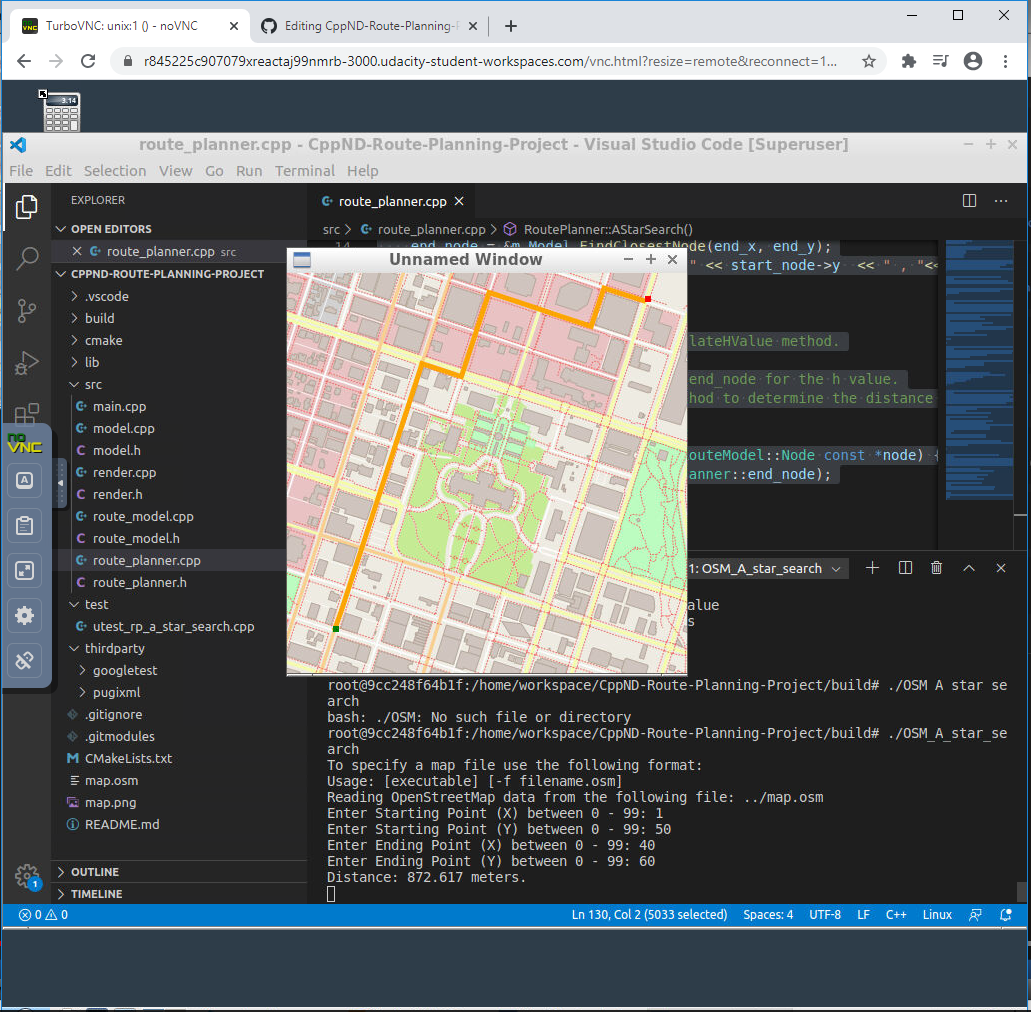 TurboVNC: unix:1 () - noVNC
Editing CppND-Route-Planning-
r845225c907079xreactaj99nmrb-3000.udacity-student-workspaces.com/vnc.html?resize=remote&reconnect=1...
3.14
route_planner.cpp - CppND-Route-Planning-Project - Visual Studio Code [Superuser]
File Edit Selection View Go Run Terminal Help
EXPLORER
route_planner.cpp
OPEN EDITORS
src > route_planner.cpp > RoutePlanner::AStarSearch()
route_planner.cpp src
14 end_node = &m_Model.FindClosestNode(end_x, end_y);
Unnamed Window
" << start_node->y << " , "<<
CPPND-ROUTE-PLANNING-PROJECT
.vscode
build
cmake
lateHValue method.
lib
end_node for the h value.
src
hod to determine the distance
main.cpp
model.cpp
model.h
outeModel::Node const *node) {
render.cpp
anner::end_node);
render.h
route_model.cpp
route_model.h
route_planner.cpp
1: OSM_A_star_search
route_planner.h
test
alue
utest_rp_a_star_search.cpp
s
thirdparty
googletest
pugixml
.gitignore
.gitmodules
CMakeLists.txt
map.osm
map.png
README.md
OUTLINE
TIMELINE
no
VNC
A
1
root@9cc248f64b1f:/home/workspace/CppND-Route-Planning-Project/build# ./OSM A star se
arch
bash: ./OSM: No such file or directory
root@9cc248f64b1f:/home/workspace/CppND-Route-Planning-Project/build# ./OSM_A_star_se
arch
To specify a map file use the following format:
Usage: [executable] [-f filename.osm]
Reading OpenStreetMap data from the following file: ../map.osm
Enter Starting Point (X) between 0 - 99: 1
Enter Starting Point (Y) between 0 - 99: 50
Enter Ending Point (X) between 0 - 99: 40
Enter Ending Point (Y) between 0 - 99: 60
Distance: 872.617 meters.
0 0 Ln 130, Col 2 (5033 selected) Spaces: 4 UTF-8 LF C++ Linux